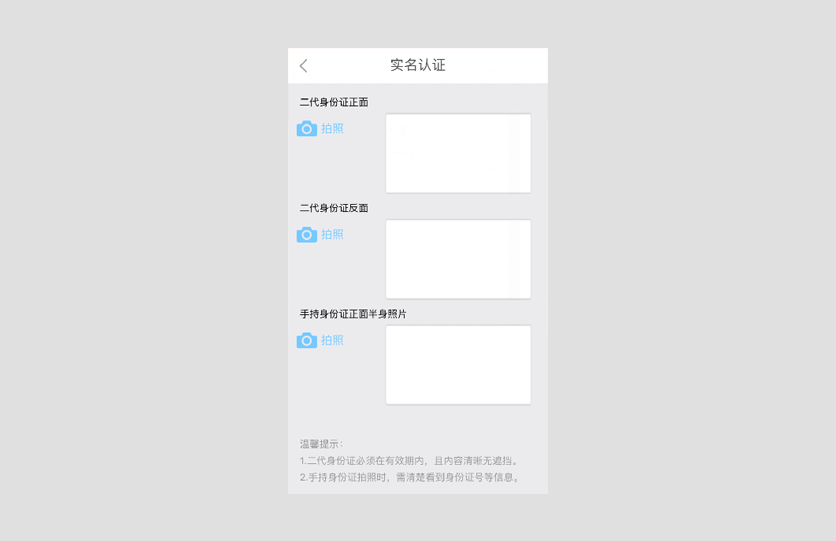 实名认证
二代身份证正面
拍照
二代身份证反面
拍照
手持身份证正面半身照片
拍照
温馨提示：
1.二代身份证必须在有效期内，且内容清晰无遮挡。
2.手持身份证拍照时，需清楚看到身份证号等信息。